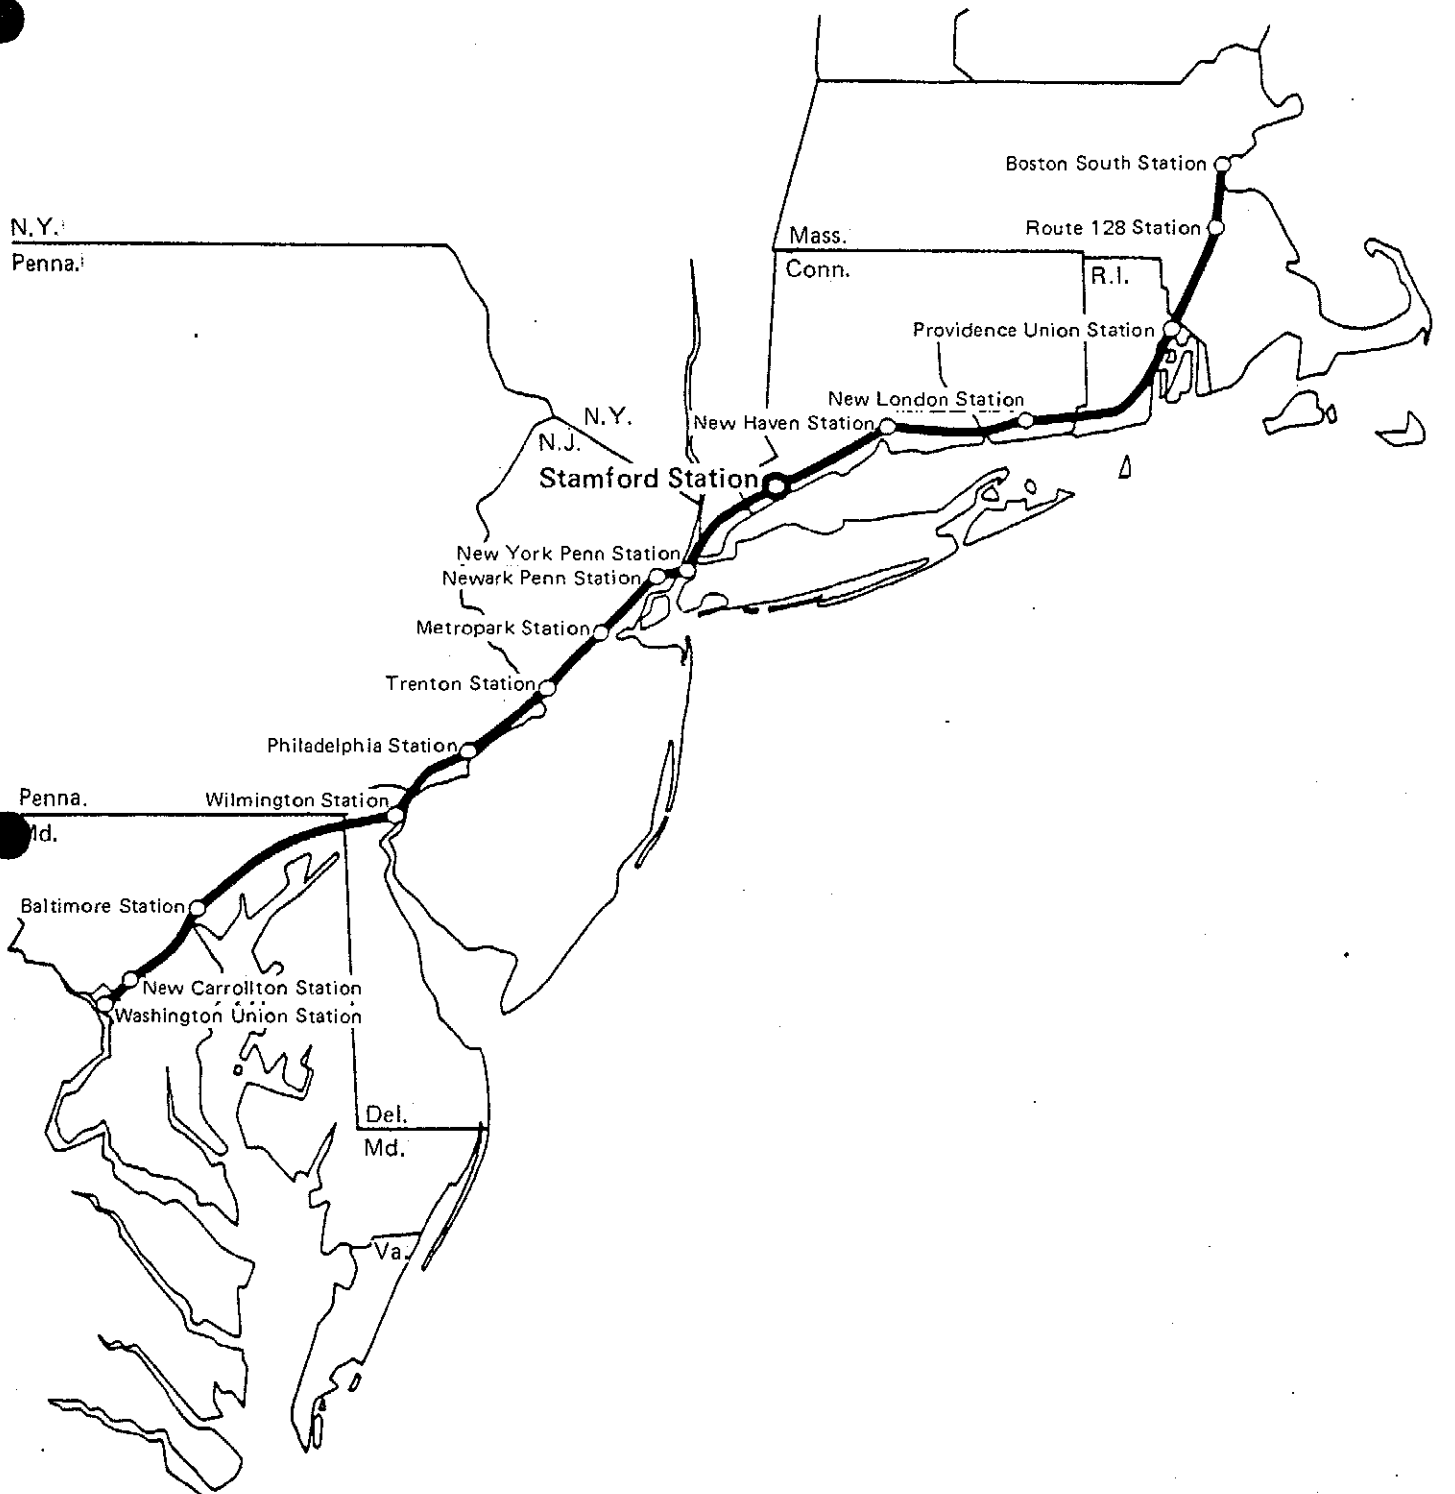 Boston South Station
Route 128 Station
N.Y.
Penna.
Mass.
Conn.
R.I.
Providence Union Station
New London Station
New Haven Station
N.Y.
N.J.
Stamford Station
New York Penn Station
Newark Penn Station
Metropark Station
Trenton Station
Philadelphia Station
Penna.
Wilmington Station
Md.
Baltimore Station
New Carrollton Station
Washington Union Station
Del.
Md.
Va.